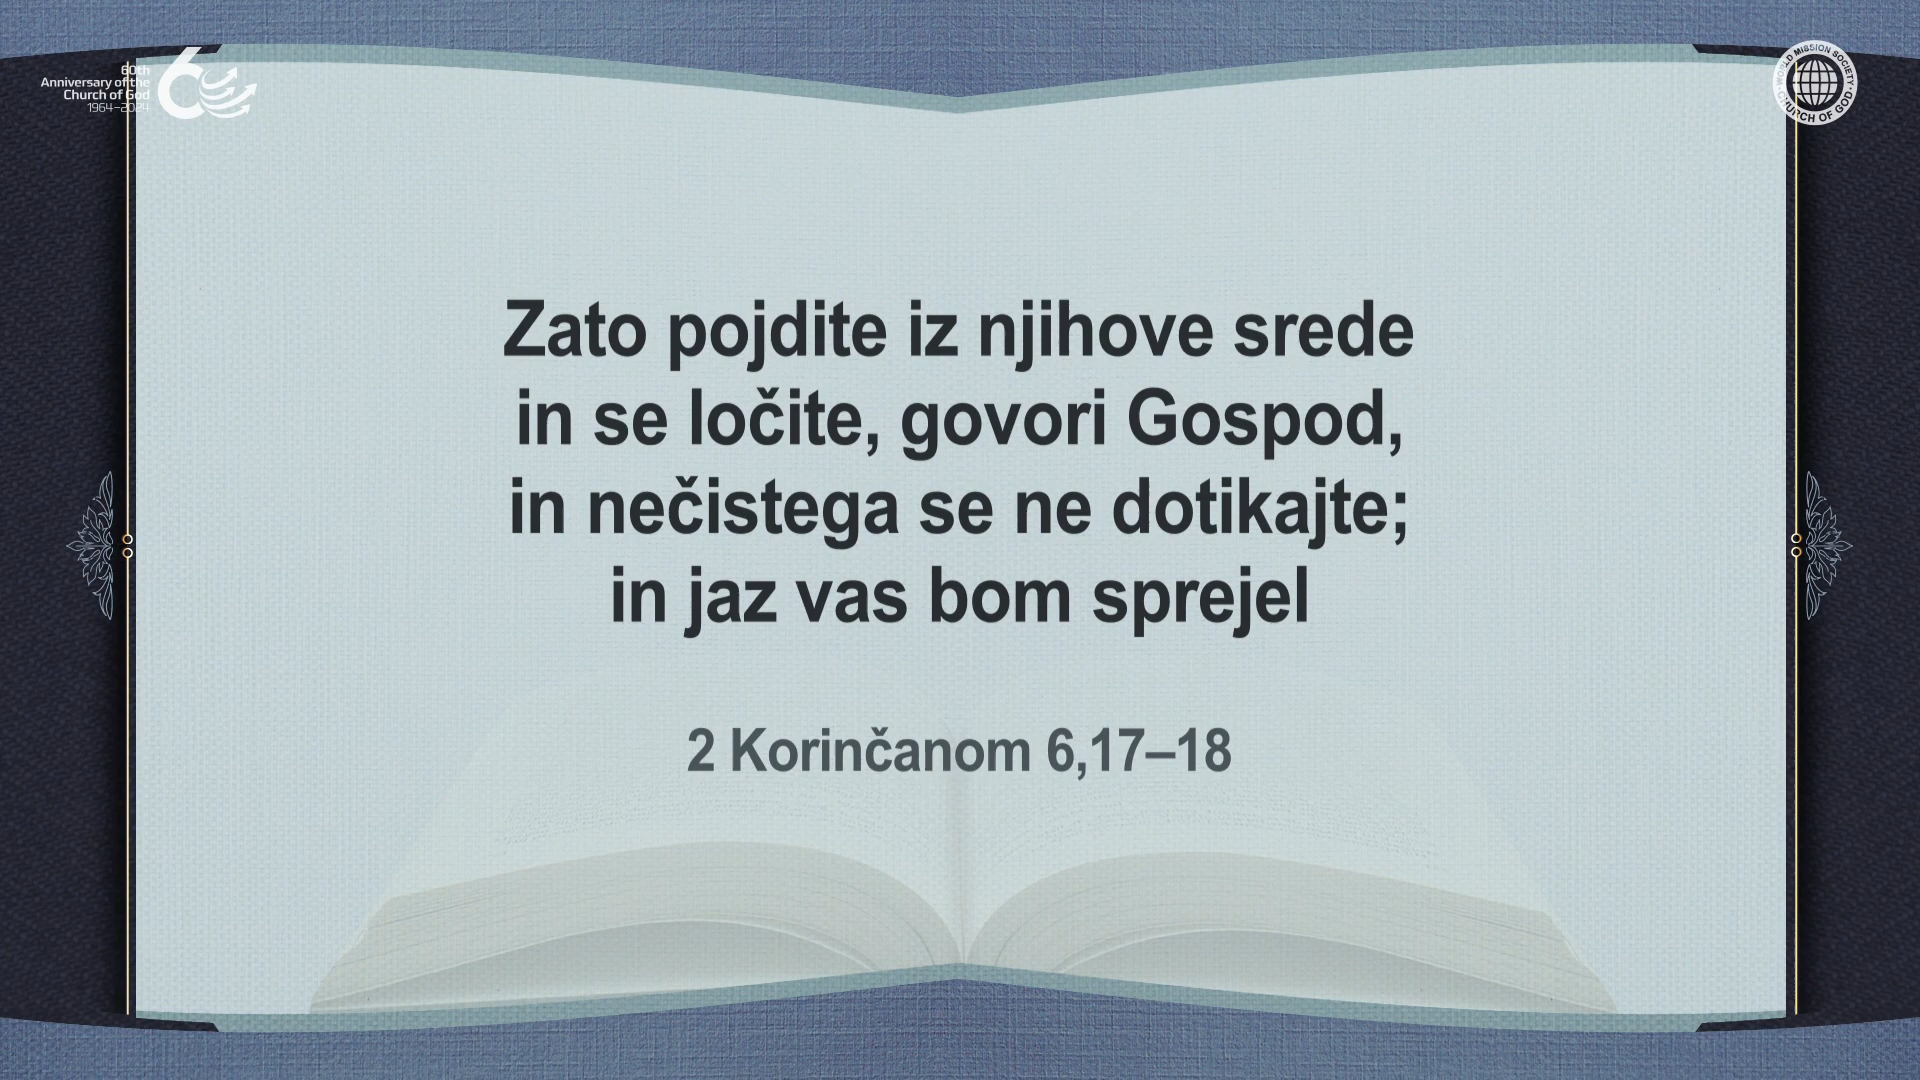 60th
Anniversary of the
Church of God
1964–2024
60
WORLD MISSION SOCIETY
CHURCH OF GOD
Zato pojdite iz njihove srede
in se ločite, govori Gospod,
in nečistega se ne dotikajte;
in jaz vas bom sprejel
2 Korinčanom 6,17–18